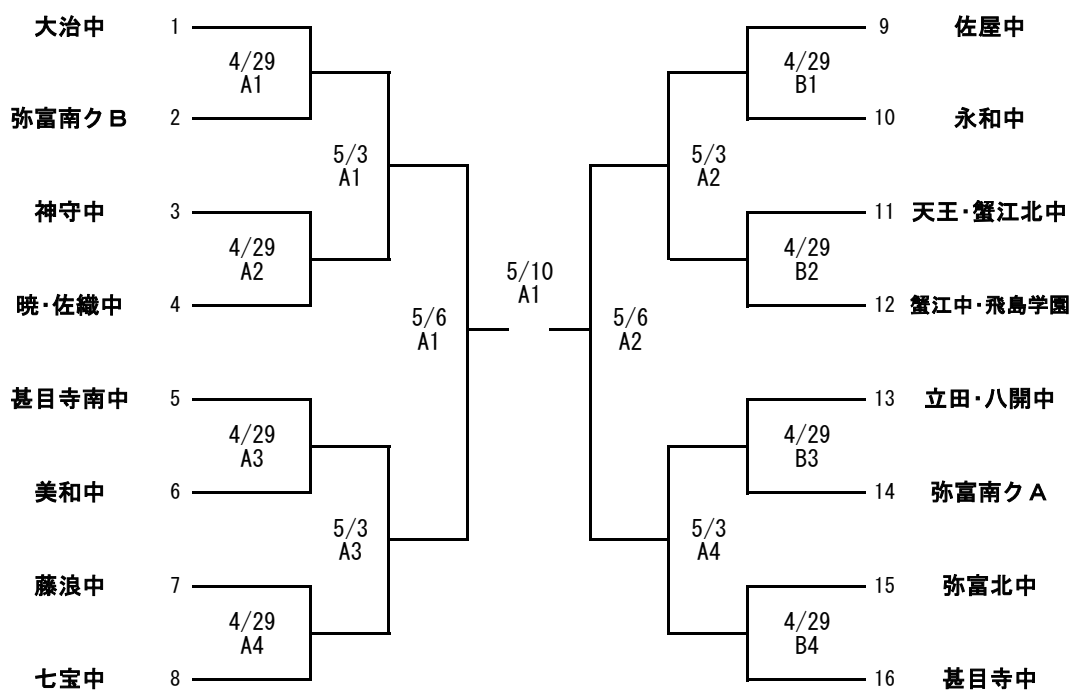 大治中 1
4/29
A1
弥富南クB 2
5/3
A1
神守中 3
4/29
A2
暁・佐織中 4
5/6
A1
甚目寺南中 5
4/29
A3
美和中 6
5/3
A3
藤浪中 7
4/29
A4
七宝中 8
5/10
A1
9 佐屋中
4/29
B1
10 永和中
5/3
A2
11 天王・蟹江北中
4/29
B2
12 蟹江中・飛島学園
5/6
A2
13 立田・八開中
4/29
B3
14 弥富南クA
5/3
A4
15 弥富北中
4/29
B4
16 甚目寺中